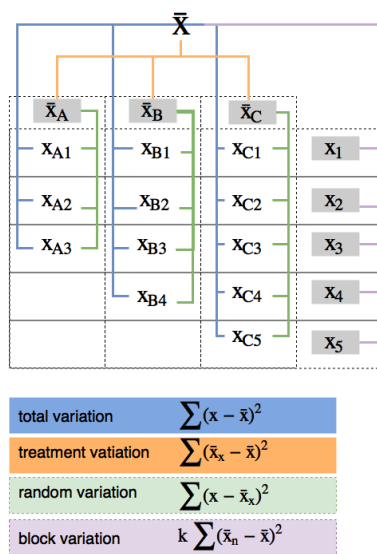 X̄
x̄A x̄B x̄C
xA1 xB1 xC1 x1
xA2 xB2 xC2 x2
xA3 xB3 xC3 x3
xB4 xC4 x4
xC5 x5
total variation ∑(x − x̄)²
treatment vatiation ∑(x̄x − x̄)²
random variation ∑(x − x̄x)²
block variation k ∑(x̄n − x̄)²